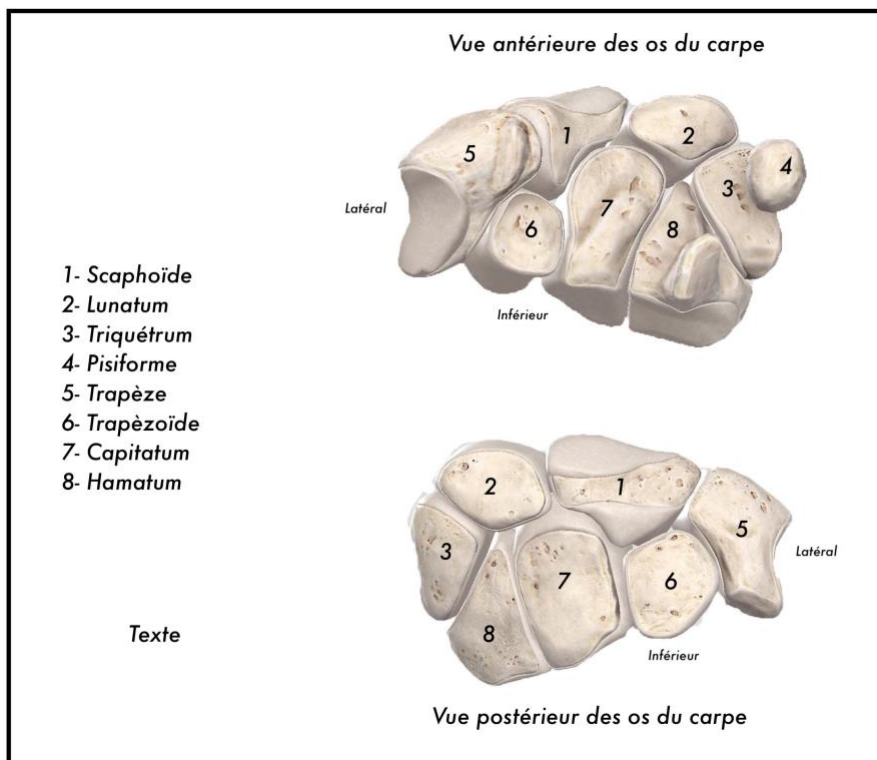 Vue antérieure des os du carpe
1
2
5
4
3
Latéral
7
6
8
Inférieur
1- Scaphoïde
2- Lunatum
3- Triquétrum
4- Pisiforme
5- Trapèze
6- Trapèzoïde
7- Capitatum
8- Hamatum
2
1
5
3
Latéral
7
6
Texte
8
Inférieur
Vue postérieur des os du carpe